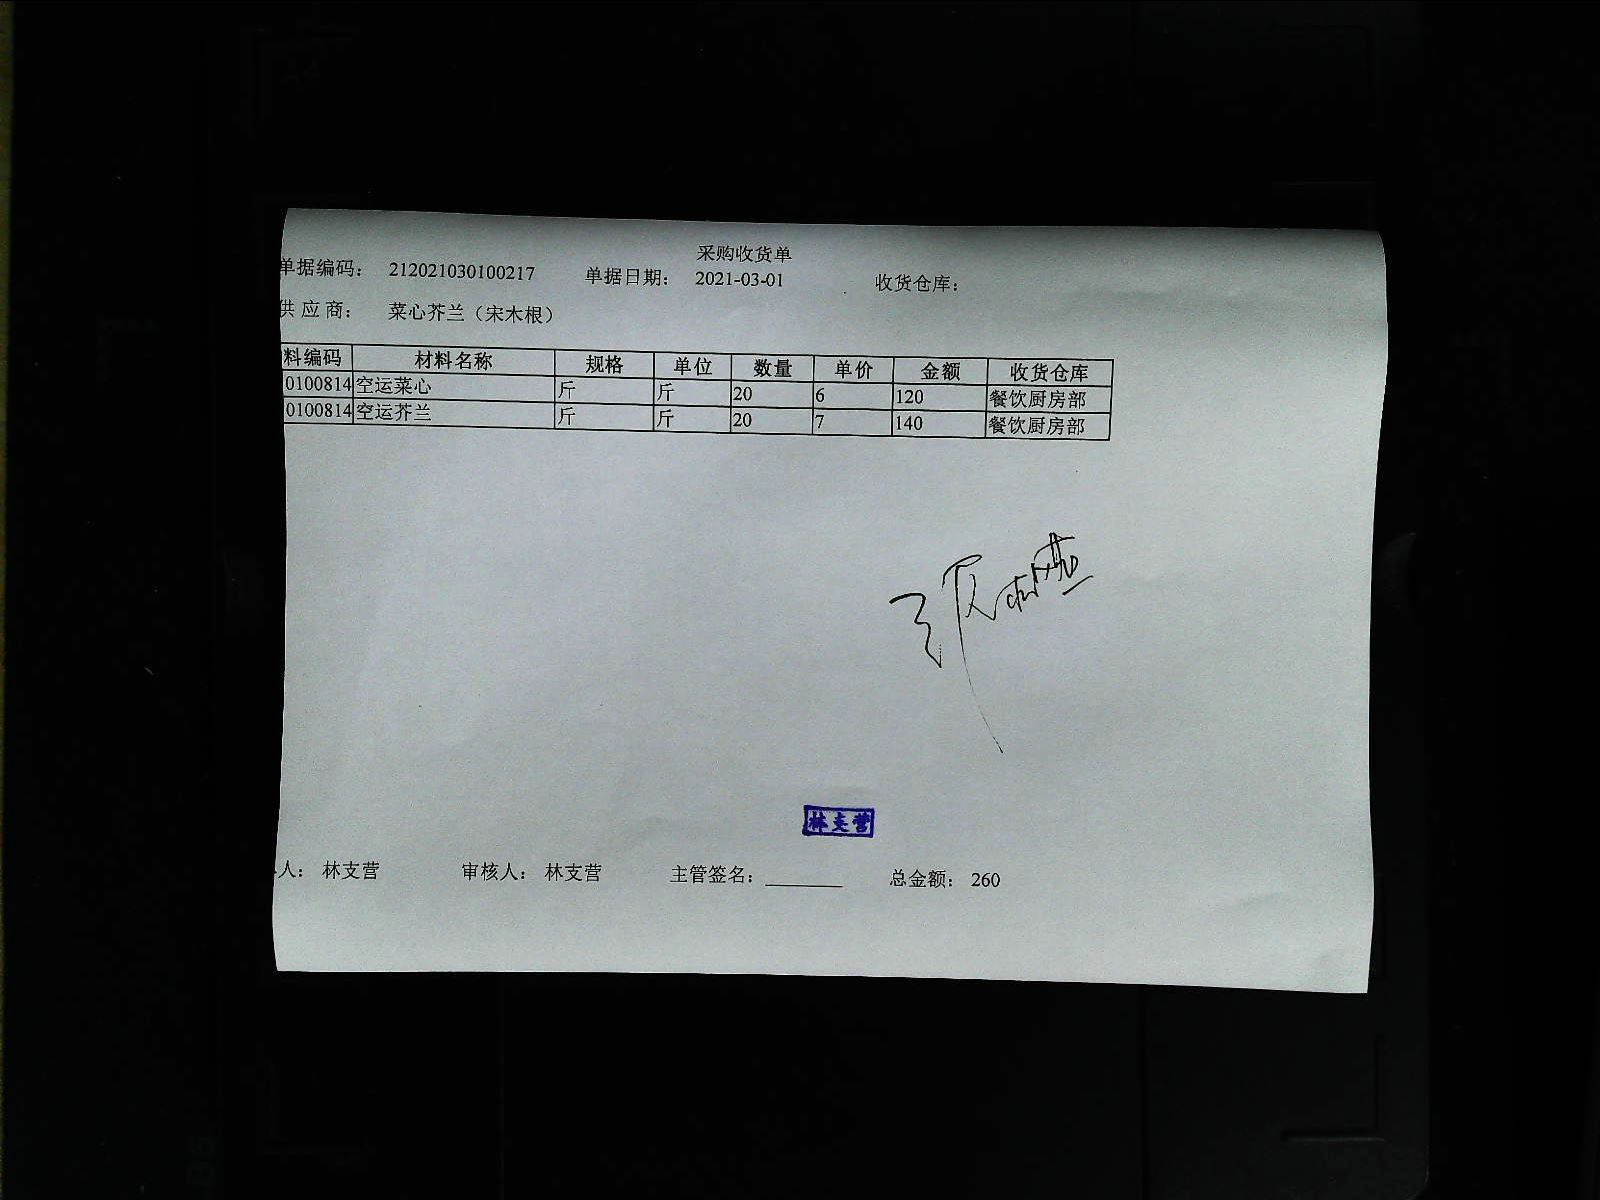 采购收货单
单据编码： 212021030100217 单据日期： 2021-03-01 收货仓库：
供应商： 菜心芥兰（宋木根）
料编码 材料名称 规格 单位 数量 单价 金额 收货仓库
0100814 空运菜心 斤 斤 20 6 120 餐饮厨房部
0100814 空运芥兰 斤 斤 20 7 140 餐饮厨房部
林支营
人： 林支营 审核人： 林支营 主管签名： 总金额： 260